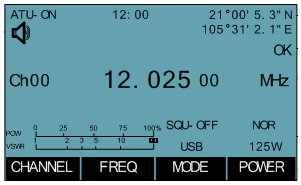 ATU-ON 12:00 21°00' 5.3"N
105°31' 2.1"E
OK
Ch00 12.025 00 MHz
SQU-OFF NOR
POW 0 25 50 75 100%
VSWR 1 2 3 5 10 ∞
USB 125W
CHANNEL FREQ MODE POWER